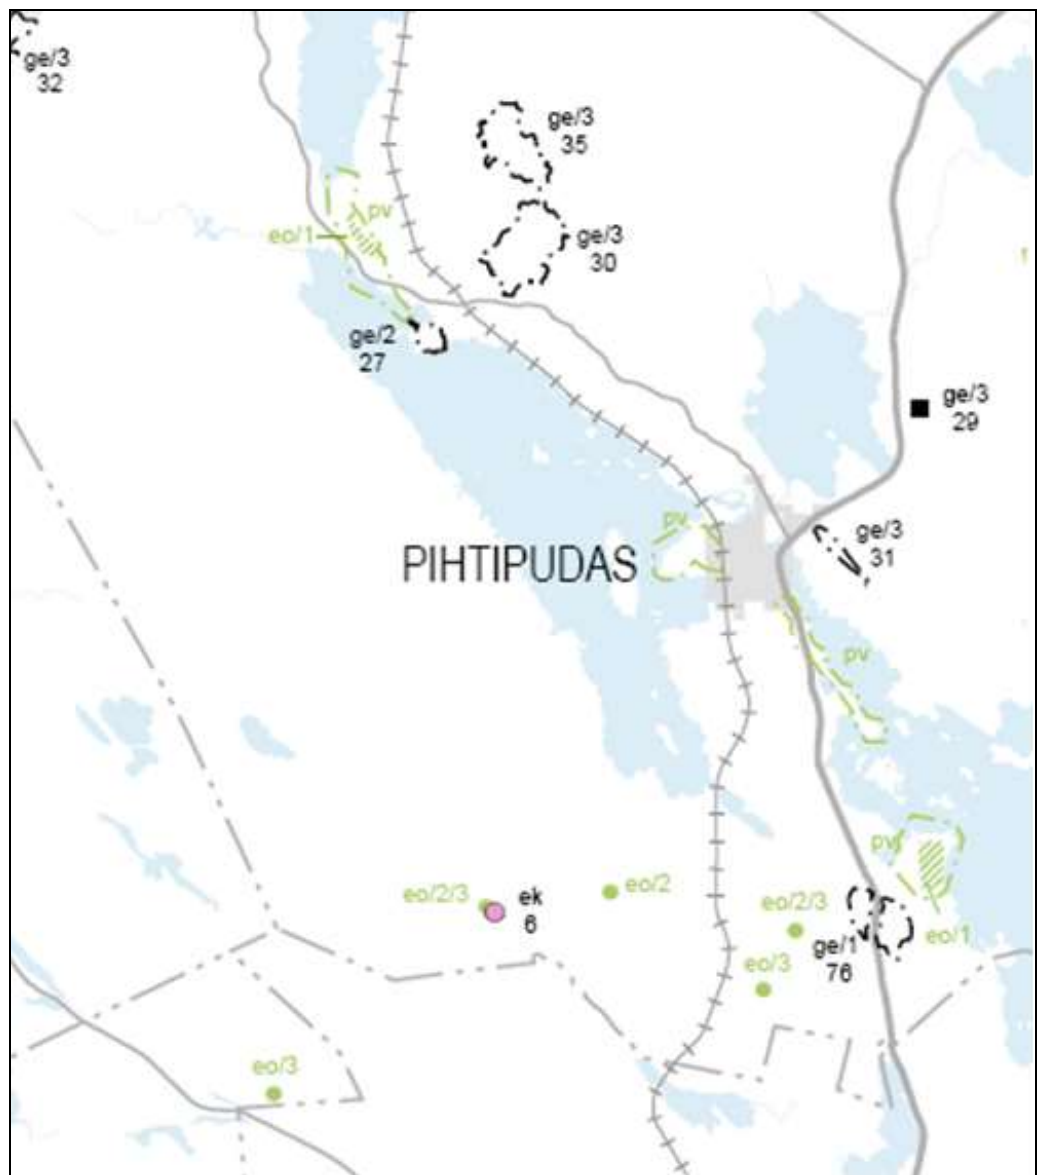 ge/3
32
ge/3
35
pv
eo/1
ge/3
30
ge/2
27
ge/3
29
pv
ge/3
31
PIHTIPUDAS
pv
pv
eo/2/3
ek
6
eo/2
eo/2/3
eo/1
ge/1
76
eo/3
eo/3